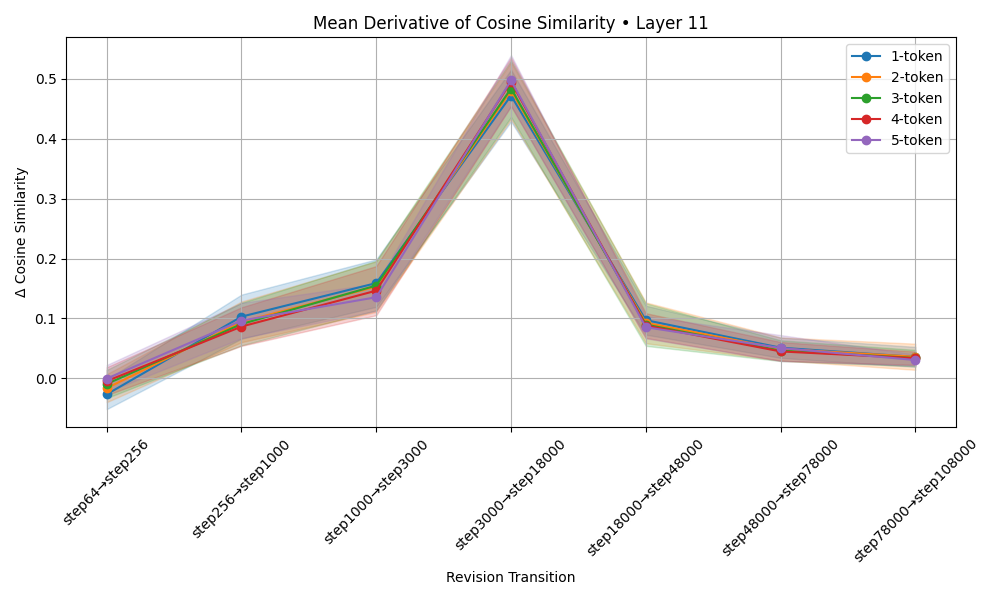 Mean Derivative of Cosine Similarity • Layer 11
Δ Cosine Similarity
0.5
0.4
0.3
0.2
0.1
0.0
1-token
2-token
3-token
4-token
5-token
step64→step256
step256→step1000
step1000→step3000
step3000→step18000
step18000→step48000
step48000→step78000
step78000→step108000
Revision Transition